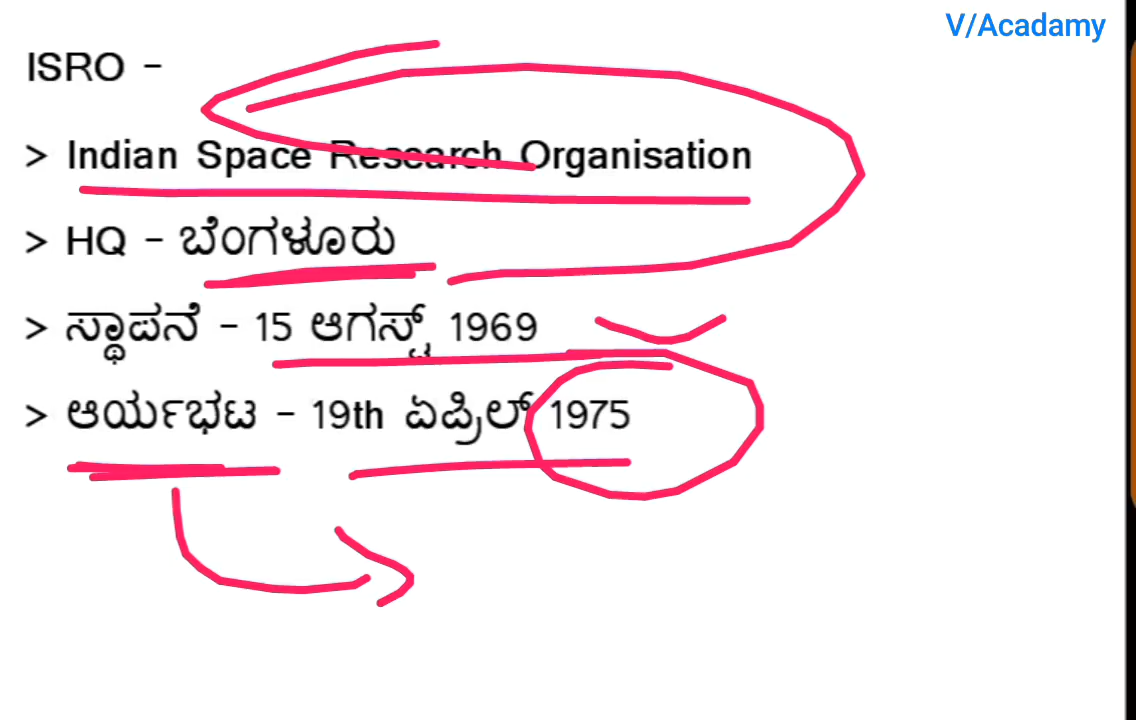 V/Acadamy
ISRO -
> Indian Space Research Organisation
> HQ - ಬೆಂಗಳೂರು
> ಸ್ಥಾಪನೆ - 15 ಆಗಸ್ಟ್ 1969
> ಆರ್ಯಭಟ - 19th ಏಪ್ರಿಲ್ 1975